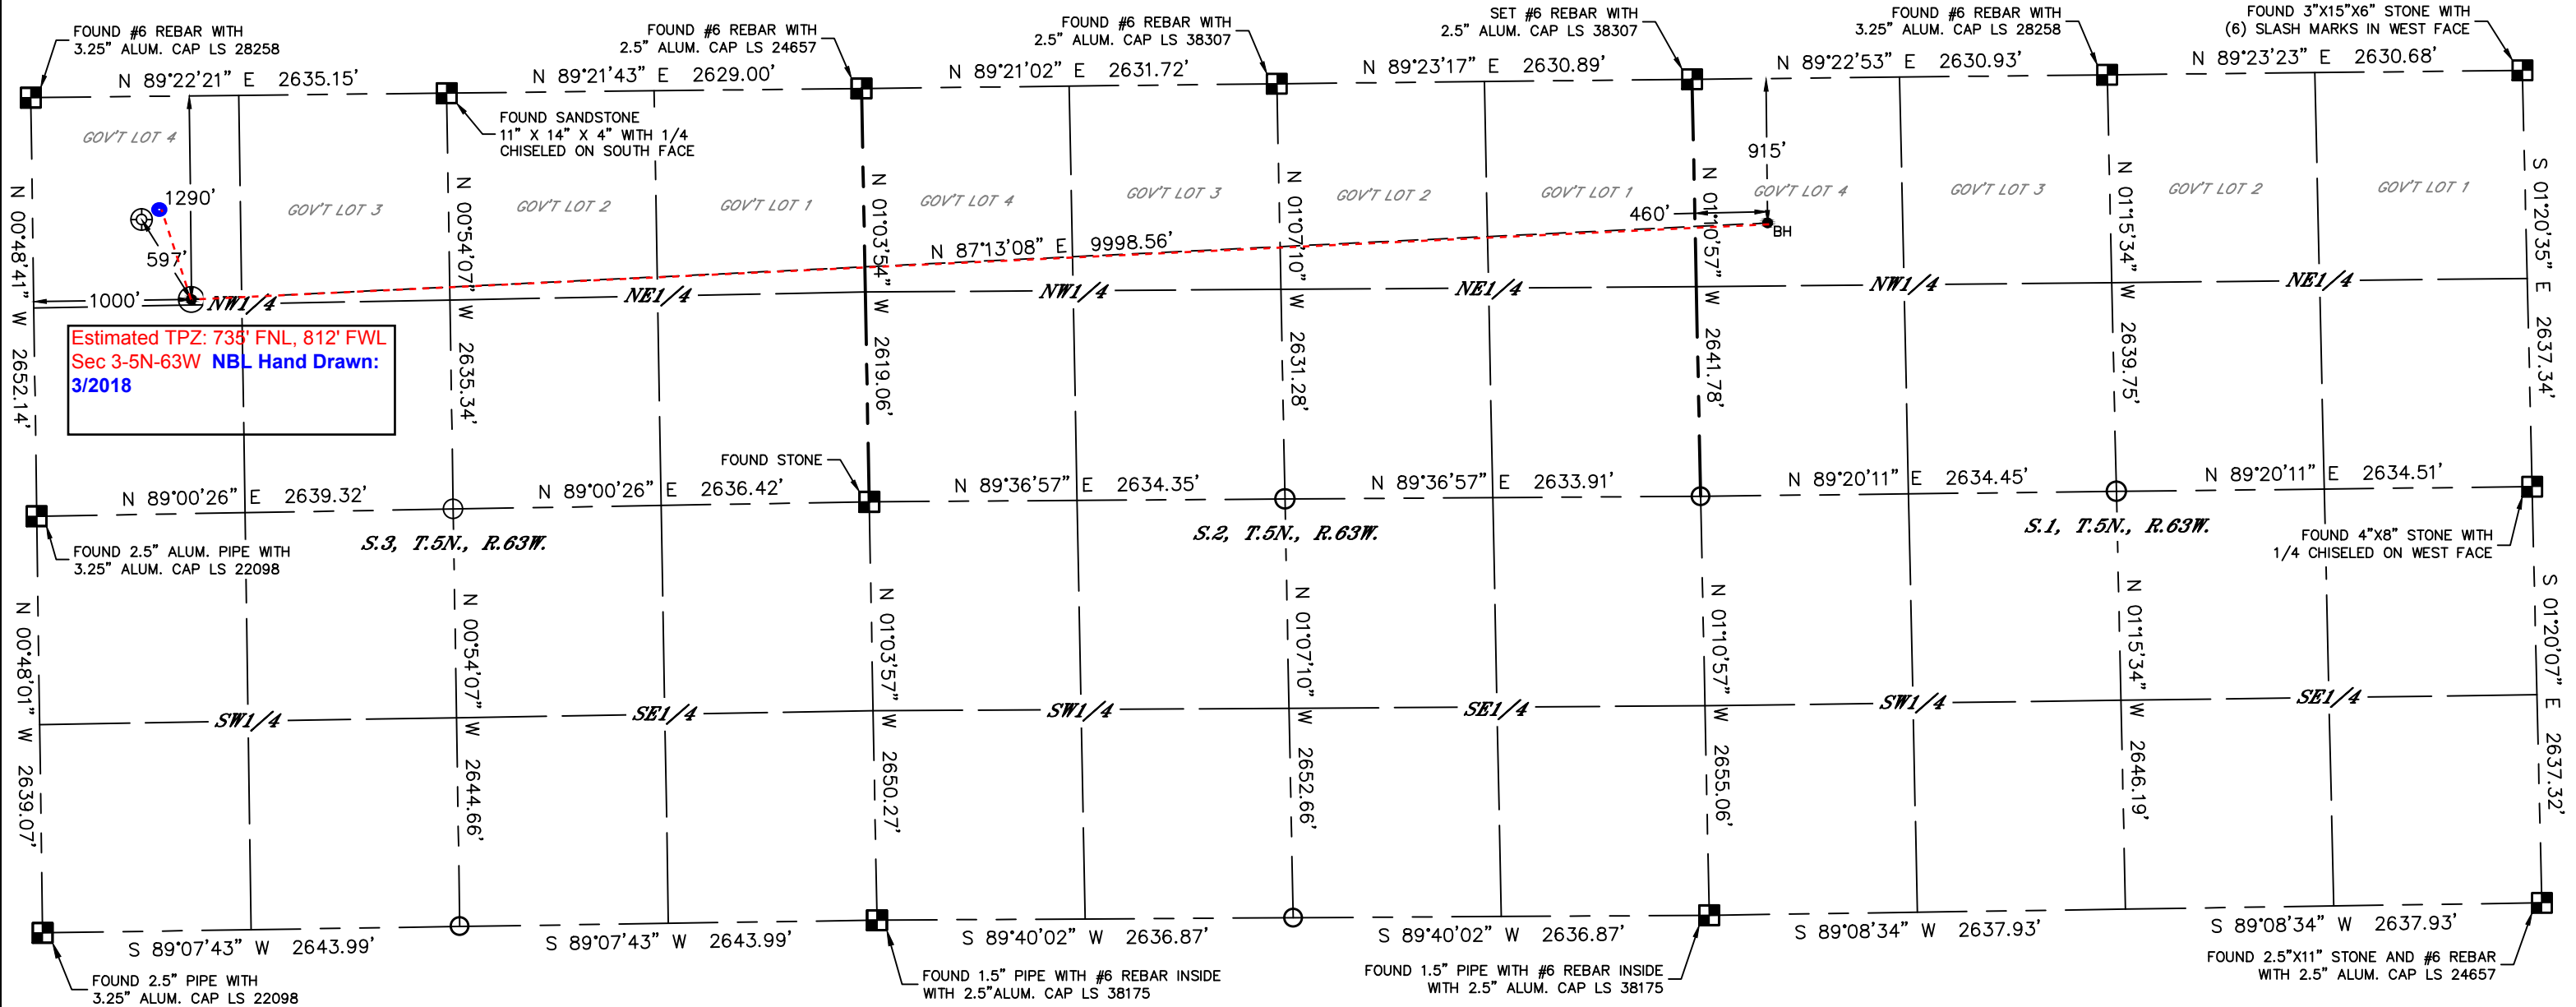 FOUND #6 REBAR WITH
3.25" ALUM. CAP LS 28258
FOUND #6 REBAR WITH
2.5" ALUM. CAP LS 24657
FOUND #6 REBAR WITH
2.5" ALUM. CAP LS 38307
SET #6 REBAR WITH
2.5" ALUM. CAP LS 38307
FOUND #6 REBAR WITH
3.25" ALUM. CAP LS 28258
FOUND 3"X15"X6" STONE WITH
(6) SLASH MARKS IN WEST FACE
N 89°22'21" E 2635.15'
N 89°21'43" E 2629.00'
N 89°21'02" E 2631.72'
N 89°23'17" E 2630.89'
N 89°22'53" E 2630.93'
N 89°23'23" E 2630.68'
FOUND SANDSTONE
11" X 14" X 4" WITH 1/4
CHISELED ON SOUTH FACE
GOV'T LOT 4
GOV'T LOT 3
GOV'T LOT 2
GOV'T LOT 1
GOV'T LOT 4
GOV'T LOT 3
GOV'T LOT 2
GOV'T LOT 1
GOV'T LOT 4
GOV'T LOT 3
GOV'T LOT 2
GOV'T LOT 1
1290'
597'
1000'
915'
460'
BH
N 87°13'08" E 9998.56'
N 00°48'41" W 2652.14'
N 00°54'07" W 2635.34'
N 01°03'54" W 2619.06'
N 01°07'10" W 2631.28'
N 01°10'57" W 2641.78'
N 01°15'34" W 2639.75'
S 01°20'35" E 2637.34'
NW1/4
NE1/4
NW1/4
NE1/4
NW1/4
NE1/4
Estimated TPZ: 735' FNL, 812' FWL
Sec 3-5N-63W NBL Hand Drawn:
3/2018
FOUND STONE
N 89°00'26" E 2639.32'
N 89°00'26" E 2636.42'
N 89°36'57" E 2634.35'
N 89°36'57" E 2633.91'
N 89°20'11" E 2634.45'
N 89°20'11" E 2634.51'
S.3, T.5N., R.63W.
S.2, T.5N., R.63W.
S.1, T.5N., R.63W.
FOUND 2.5" ALUM. PIPE WITH
3.25" ALUM. CAP LS 22098
FOUND 4"X8" STONE WITH
1/4 CHISELED ON WEST FACE
N 00°48'01" W 2639.07'
N 00°54'07" W 2644.66'
N 01°03'57" W 2650.27'
N 01°07'10" W 2652.66'
N 01°10'57" W 2655.06'
N 01°15'34" W 2646.19'
S 01°20'07" E 2637.32'
SW1/4
SE1/4
SW1/4
SE1/4
SW1/4
SE1/4
S 89°07'43" W 2643.99'
S 89°07'43" W 2643.99'
S 89°40'02" W 2636.87'
S 89°40'02" W 2636.87'
S 89°08'34" W 2637.93'
S 89°08'34" W 2637.93'
FOUND 2.5" PIPE WITH
3.25" ALUM. CAP LS 22098
FOUND 1.5" PIPE WITH #6 REBAR INSIDE
WITH 2.5"ALUM. CAP LS 38175
FOUND 1.5" PIPE WITH #6 REBAR INSIDE
WITH 2.5" ALUM. CAP LS 38175
FOUND 2.5"X11" STONE AND #6 REBAR
WITH 2.5" ALUM. CAP LS 24657